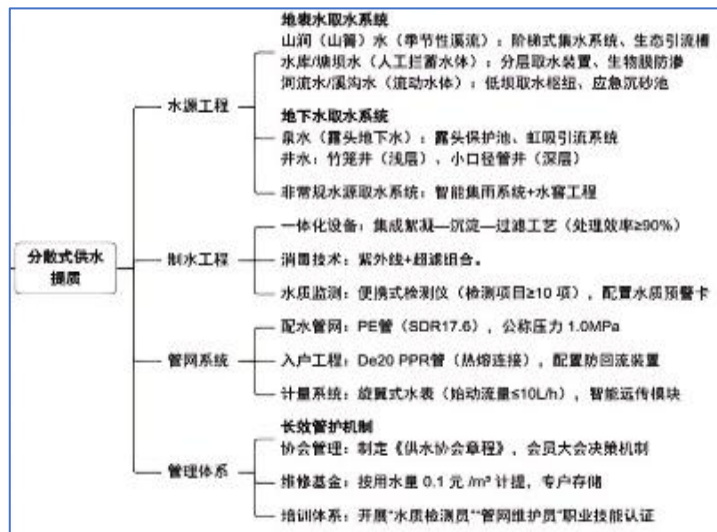 分散式供水
提质
水源工程
地表水取水系统
山涧（山箐）水（季节性溪流）：阶梯式集水系统、生态引流槽
水库/塘坝水（人工拦蓄水体）：分层取水装置、生物膜防渗
河流水/溪沟水（流动水体）：低坝取水枢纽、应急沉砂池
地下水取水系统
泉水（露头地下水）：露头保护池、虹吸引流系统
井水：竹笼井（浅层）、小口径管井（深层）
非常规水源取水系统：智能集雨系统+水窖工程
制水工程
一体化设备：集成絮凝—沉淀—过滤工艺（处理效率≥90%）
消毒技术：紫外线+超滤组合。
水质监测：便携式检测仪（检测项目≥10 项），配置水质预警卡
管网系统
配水管网：PE管（SDR17.6），公称压力 1.0MPa
入户工程：De20 PPR管（热熔连接），配置防回流装置
计量系统：旋翼式水表（始动流量≤10L/h），智能远传模块
管理体系
长效管护机制
协会管理：制定《供水协会章程》，会员大会决策机制
维修基金：按用水量 0.1 元 /m³ 计提，专户存储
培训体系：开展“水质检测员”“管网维护员”职业技能认证